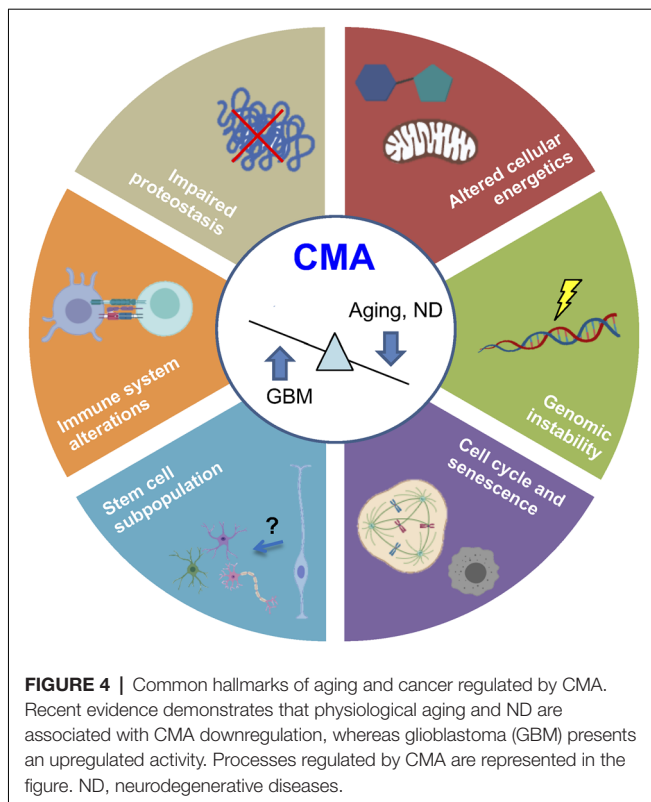 Impaired
proteostasis
Altered cellular
energetics
Immune system
alterations
CMA
Aging, ND
GBM
Genomic
instability
Stem cell
subpopulation
?
Cell cycle and
senescence
FIGURE 4 | Common hallmarks of aging and cancer regulated by CMA.
Recent evidence demonstrates that physiological aging and ND are
associated with CMA downregulation, whereas glioblastoma (GBM) presents
an upregulated activity. Processes regulated by CMA are represented in the
figure. ND, neurodegenerative diseases.